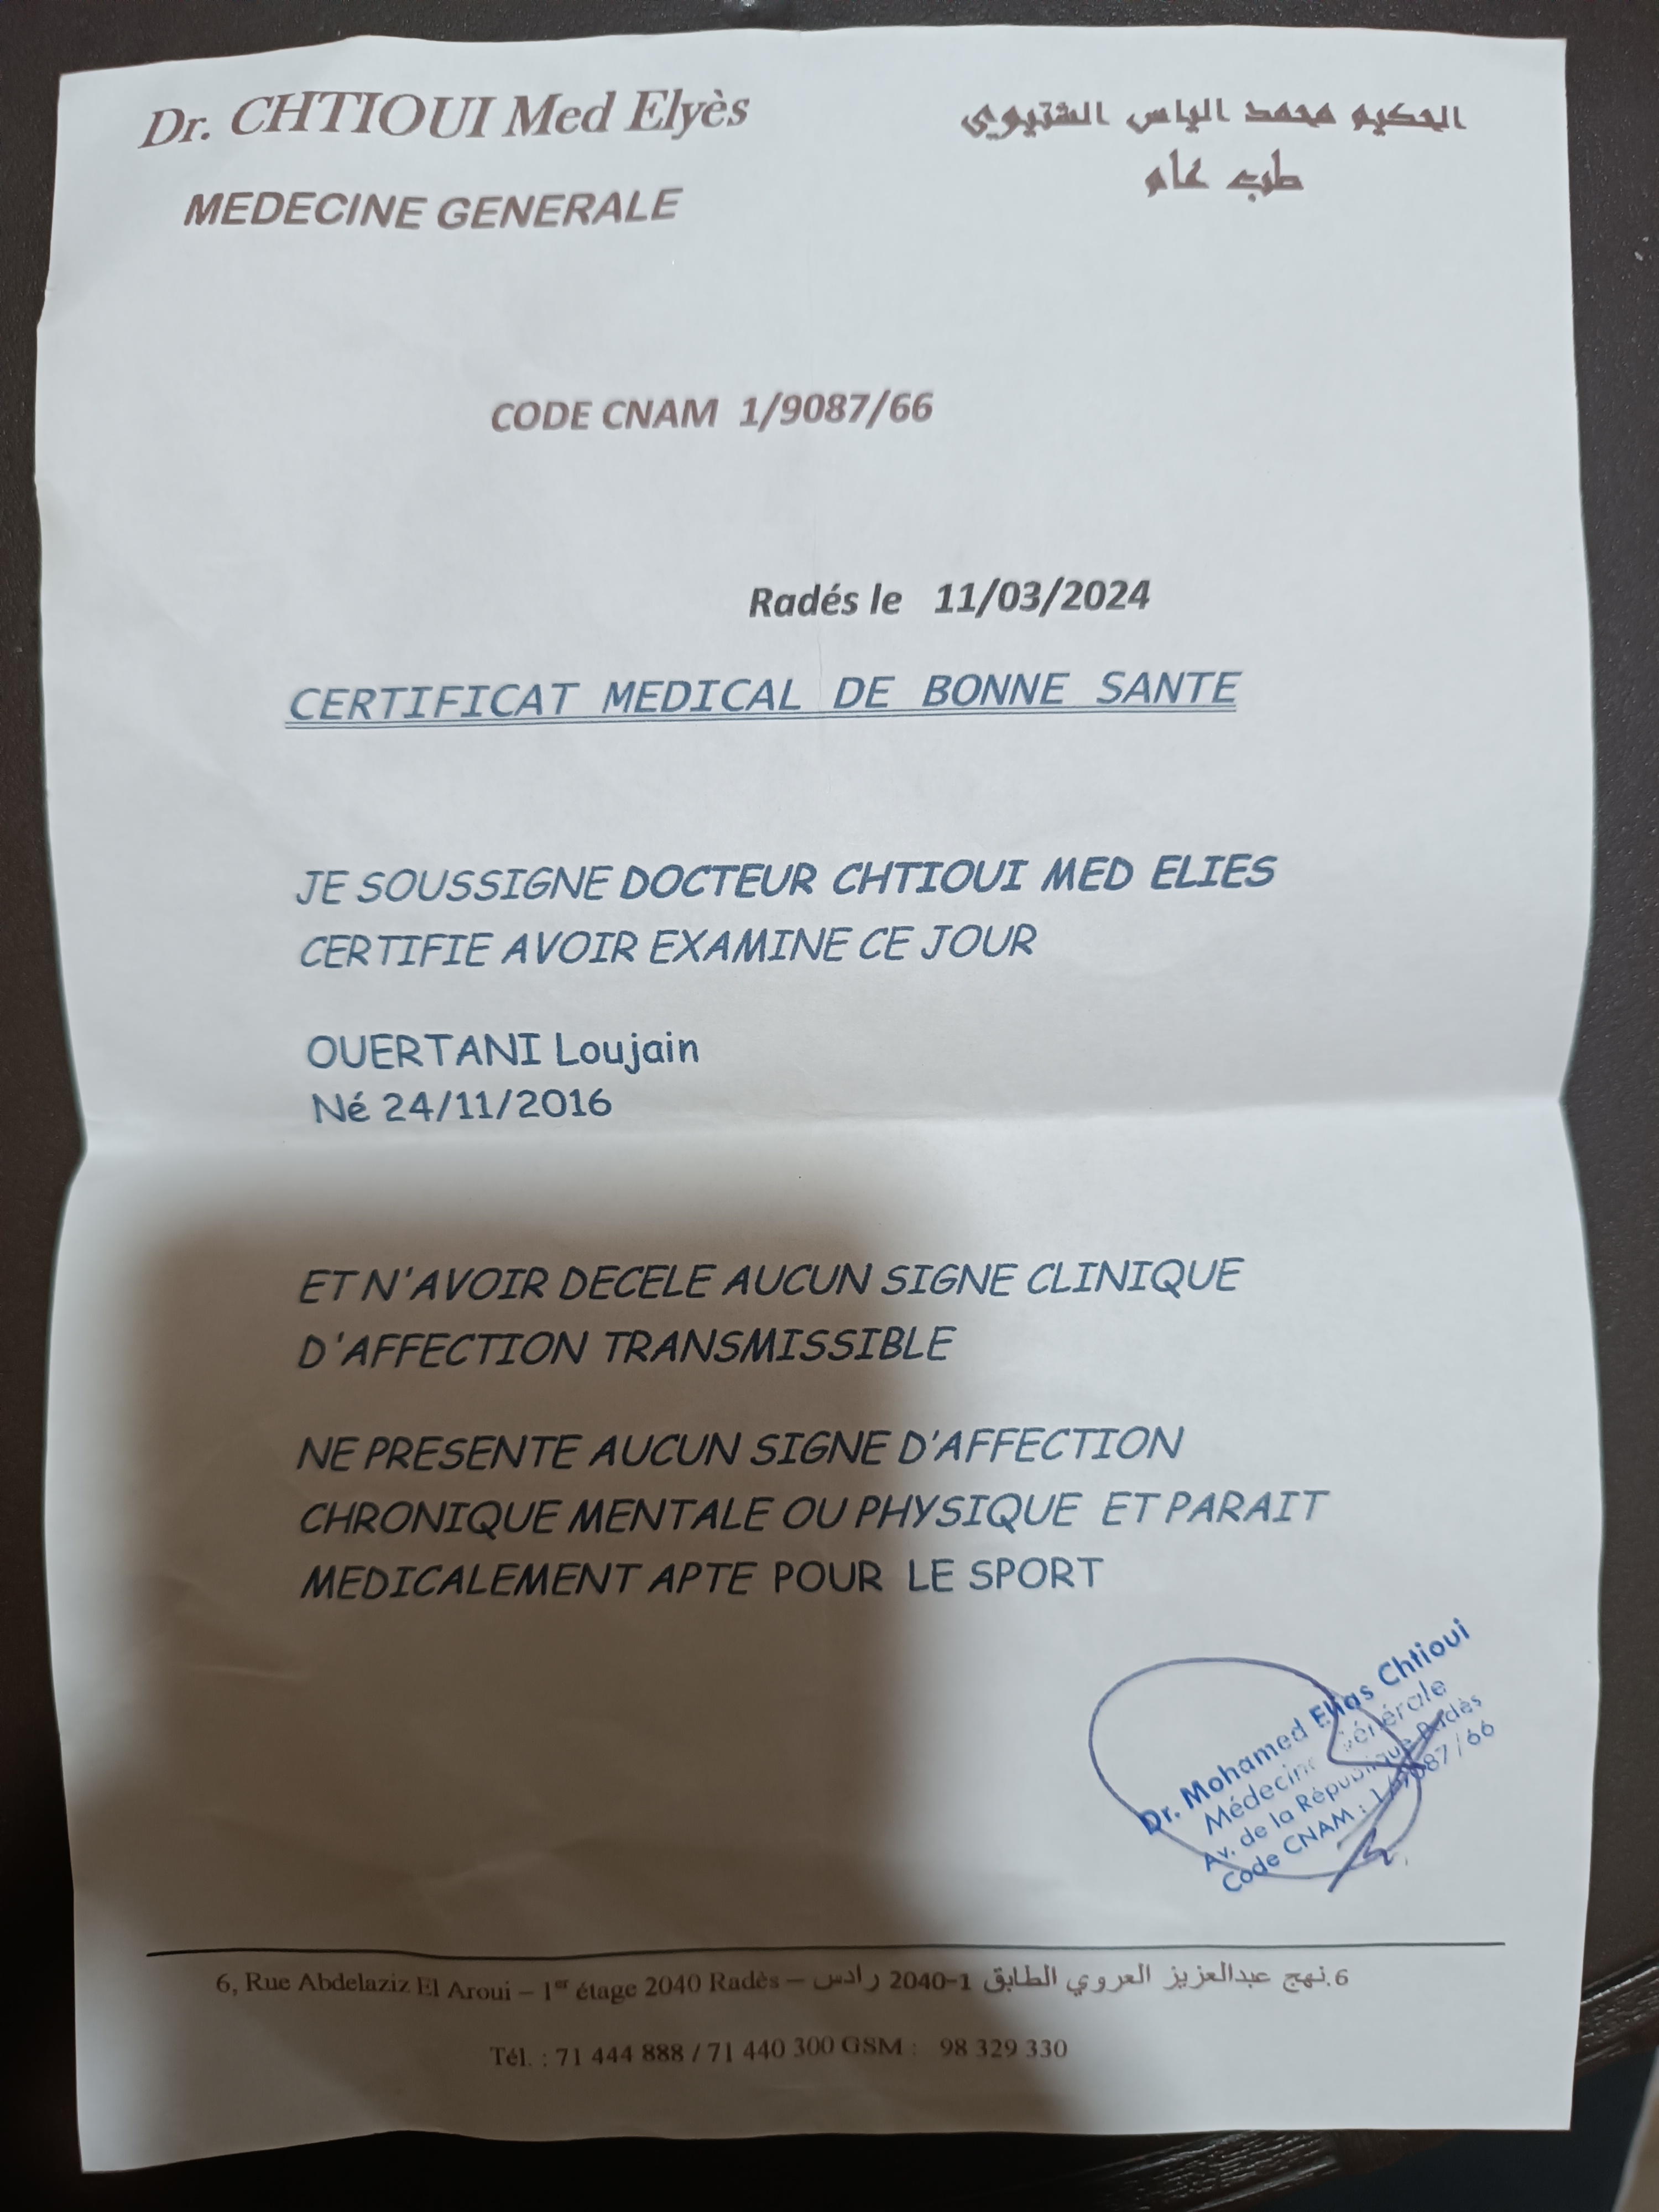 Dr. CHTIOUI Med Elyès
الحكيم محمد الياس الشتيوي
MEDECINE GENERALE
طب عام
CODE CNAM 1/9087/66
Radés le 11/03/2024
CERTIFICAT MEDICAL DE BONNE SANTE
JE SOUSSIGNE DOCTEUR CHTIOUI MED ELIES
CERTIFIE AVOIR EXAMINE CE JOUR
OUERTANI Loujain
Né 24/11/2016
ET N'AVOIR DECELE AUCUN SIGNE CLINIQUE
D'AFFECTION TRANSMISSIBLE
NE PRESENTE AUCUN SIGNE D'AFFECTION
CHRONIQUE MENTALE OU PHYSIQUE ET PARAIT
MEDICALEMENT APTE POUR LE SPORT
Dr. Mohamed Elias Chtioui
Médecine Générale
Av. de la République Radès
Code CNAM : 1/9087/66
6, Rue Abdelaziz El Aroui – 1er étage 2040 Radès – 6.نهج عبدالعزيز العروي الطابق 1-2040 رادس
Tél. : 71 444 888 / 71 440 300 GSM : 98 329 330